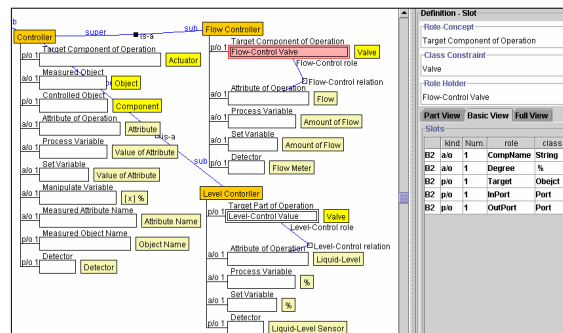 b
super
is-a
sub
Controller
p/o 1
Target Component of Operation
Actuator
p/o 1
Measured Object
Object
p/o 1
Controlled Object
Component
a/o 1
Attribute of Operation
Attribute
is-a
a/o 1
Process Variable
Value of Attribute
sub
a/o 1
Set Variable
Value of Attribute
a/o 1
Manipulate Variable
[x] %
a/o 1
Measured Attribute Name
Attribute Name
a/o 1
Measured Object Name
Object Name
p/o 1
Detector
Detector
Flow Controller
p/o 1
Target Component of Operation
Flow-Control Valve
Valve
Flow-Control role
Flow-Control relation
a/o 1
Attribute of Operation
Flow
a/o 1
Process Variable
Amount of Flow
a/o 1
Set Variable
Amount of Flow
p/o 1
Detector
Flow Meter
Level Contorller
p/o 1
Target Part of Operation
Level-Control Value
Valve
Level-Control role
Level-Control relation
a/o 1
Attribute of Operation
Liquid-Level
a/o 1
Process Variable
%
a/o 1
Set Variable
%
p/o 1
Detector
Liquid-Level Sensor
Definition - Slot
Role-Concept
Target Component of Operation
Class Constraint
Valve
Role Holder
Flow-Control Valve
Part View Basic View Full View
Slots
kind Num. role class
B2 p/o 1 CompName String
B2 a/o 1 Degree %
B2 p/o 1 Target Obejct
B2 p/o 1 InPort Port
B2 p/o 1 OutPort Port